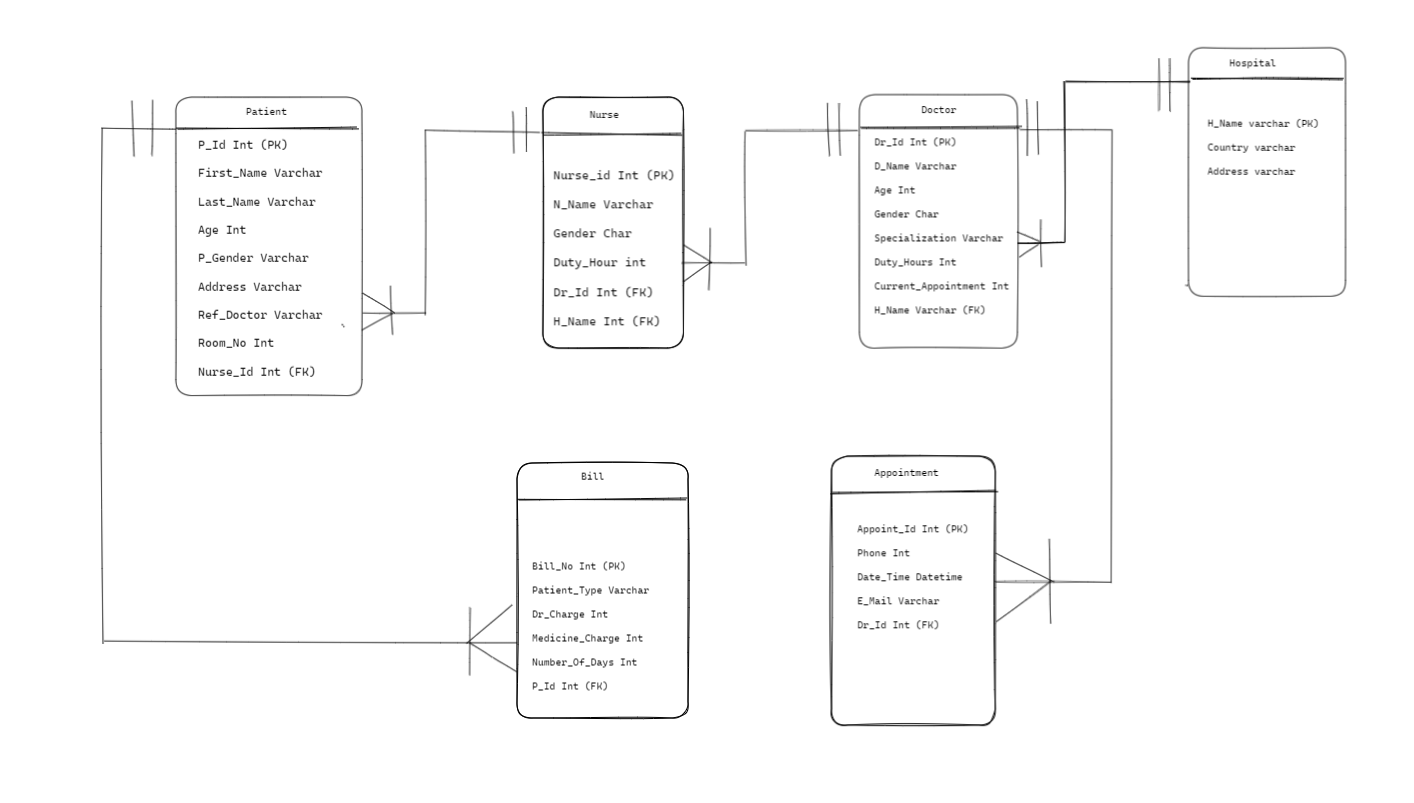 Patient
P_Id Int (PK)
First_Name Varchar
Last_Name Varchar
Age Int
P_Gender Varchar
Address Varchar
Ref_Doctor Varchar
Room_No Int
Nurse_Id Int (FK)
Nurse
Nurse_id Int (PK)
N_Name Varchar
Gender Char
Duty_Hour int
Dr_Id Int (FK)
H_Name Int (FK)
Doctor
Dr_Id Int (PK)
D_Name Varchar
Age Int
Gender Char
Specialization Varchar
Duty_Hours Int
Current_Appointment Int
H_Name Varchar (FK)
Hospital
H_Name varchar (PK)
Country varchar
Address varchar
Bill
Bill_No Int (PK)
Patient_Type Varchar
Dr_Charge Int
Medicine_Charge Int
Number_Of_Days Int
P_Id Int (FK)
Appointment
Appoint_Id Int (PK)
Phone Int
Date_Time Datetime
E_Mail Varchar
Dr_Id Int (FK)